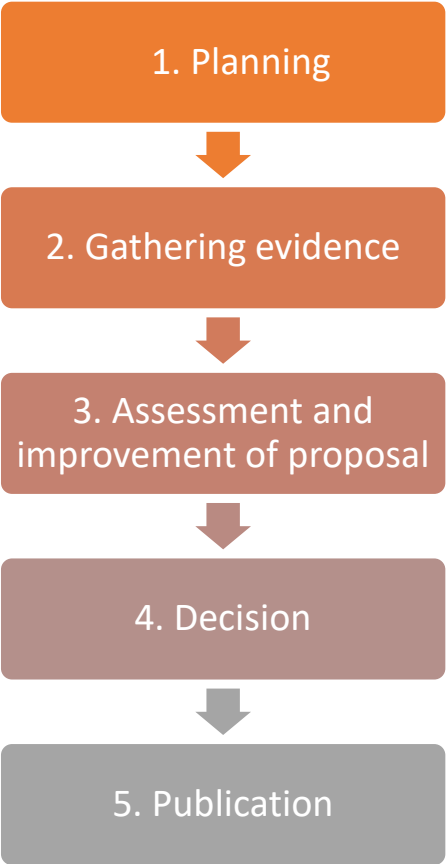 1. Planning
2. Gathering evidence
3. Assessment and
improvement of proposal
4. Decision
5. Publication